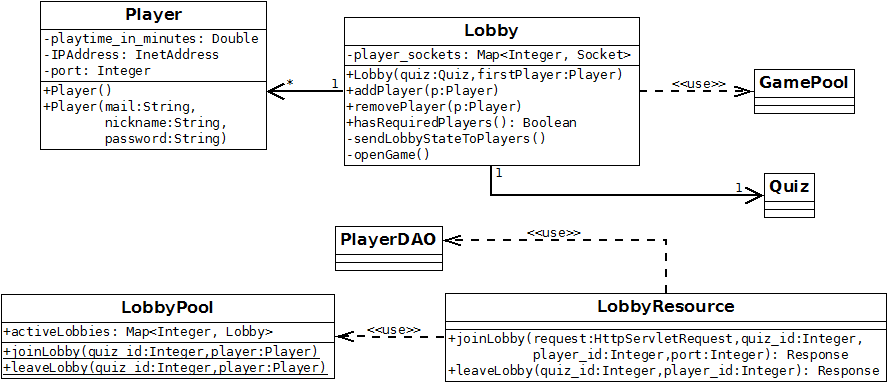 Player
-playtime_in_minutes: Double
-IPAddress: InetAddress
-port: Integer
+Player()
+Player(mail:String,
nickname:String,
password:String)
* 1
Lobby
-player_sockets: Map<Integer, Socket>
+Lobby(quiz:Quiz,firstPlayer:Player)
+addPlayer(p:Player)
+removePlayer(p:Player)
+hasRequiredPlayers(): Boolean
-sendLobbyStateToPlayers()
-openGame()
<<use>>
GamePool
1
1
Quiz
PlayerDAO
<<use>>
LobbyPool
+activeLobbies: Map<Integer, Lobby>
+joinLobby(quiz_id:Integer,player:Player)
+leaveLobby(quiz_id:Integer,player:Player)
<<use>>
LobbyResource
+joinLobby(request:HttpServletRequest,quiz_id:Integer,
player_id:Integer,port:Integer): Response
+leaveLobby(quiz_id:Integer,player_id:Integer): Response